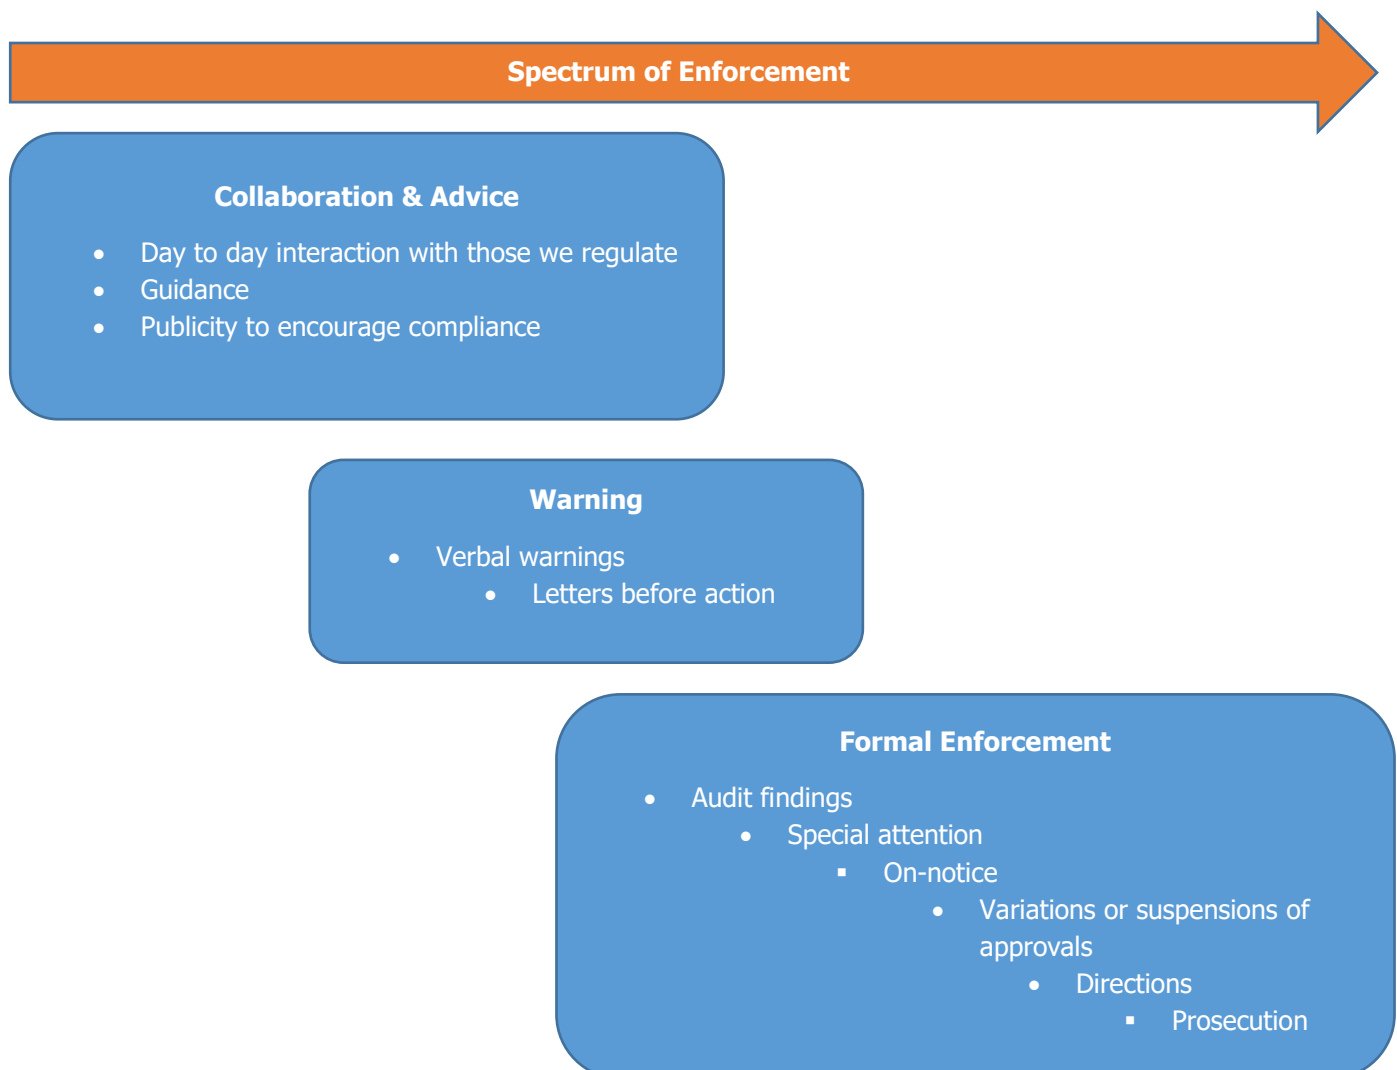 Spectrum of Enforcement
Collaboration & Advice
• Day to day interaction with those we regulate
• Guidance
• Publicity to encourage compliance
Warning
• Verbal warnings
• Letters before action
Formal Enforcement
• Audit findings
• Special attention
▪ On-notice
• Variations or suspensions of
approvals
• Directions
▪ Prosecution